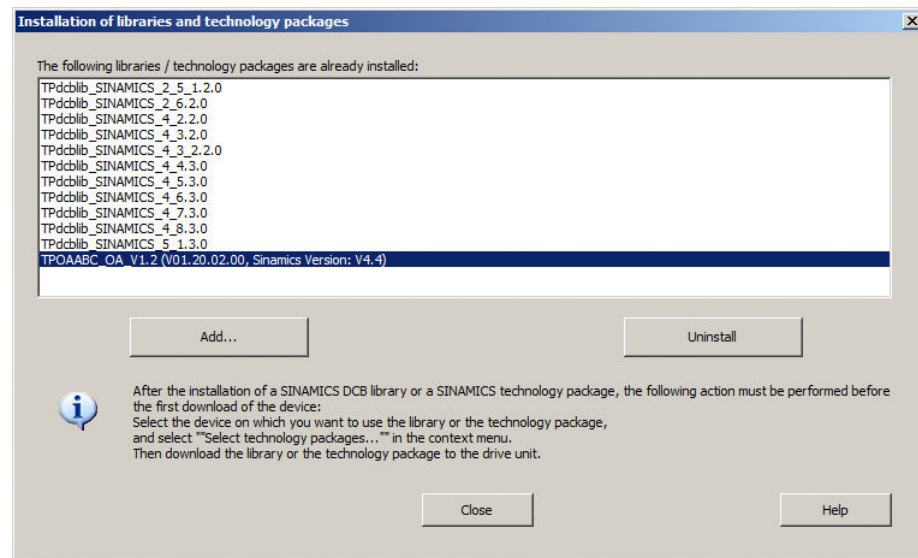 Installation of libraries and technology packages
The following libraries / technology packages are already installed:
TPdcblib_SINAMICS_2_5_1.2.0
TPdcblib_SINAMICS_2_6.2.0
TPdcblib_SINAMICS_4_2.2.0
TPdcblib_SINAMICS_4_3.2.0
TPdcblib_SINAMICS_4_3_2.2.0
TPdcblib_SINAMICS_4_4.3.0
TPdcblib_SINAMICS_4_5.3.0
TPdcblib_SINAMICS_4_6.3.0
TPdcblib_SINAMICS_4_7.3.0
TPdcblib_SINAMICS_4_8.3.0
TPdcblib_SINAMICS_5_1.3.0
TPOAABC_OA_V1.2 (V01.20.02.00, Sinamics Version: V4.4)
Add...
Uninstall
After the installation of a SINAMICS DCB library or a SINAMICS technology package, the following action must be performed before
the first download of the device:
Select the device on which you want to use the library or the technology package,
and select ""Select technology packages..."" in the context menu.
Then download the library or the technology package to the drive unit.
Close
Help